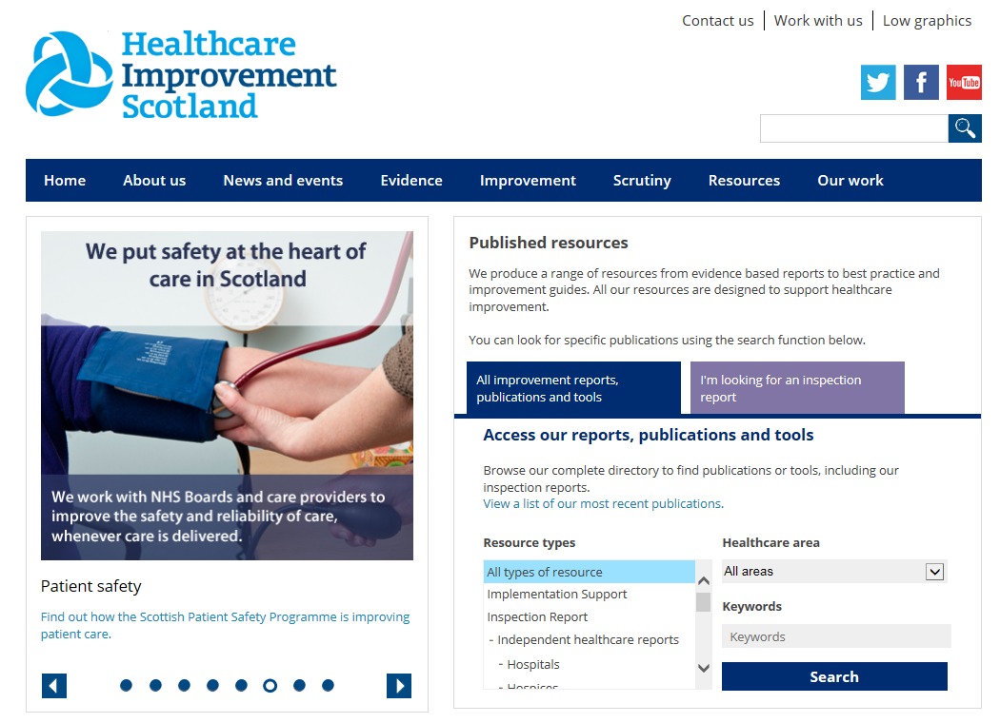 Contact us
Work with us
Low graphics
Healthcare
Improvement
Scotland
You Tube
Home
About us
News and events
Evidence
Improvement
Scrutiny
Resources
Our work
We put safety at the heart of
care in Scotland
We work with NHS Boards and care providers to
improve the safety and reliability of care,
whenever care is delivered.
Patient safety
Find out how the Scottish Patient Safety Programme is improving
patient care.
Published resources
We produce a range of resources from evidence based reports to best practice and
improvement guides. All our resources are designed to support healthcare
improvement.
You can look for specific publications using the search function below.
All improvement reports,
publications and tools
I'm looking for an inspection
report
Access our reports, publications and tools
Browse our complete directory to find publications or tools, including our
inspection reports.
View a list of our most recent publications.
Resource types
All types of resource
Implementation Support
Inspection Report
- Independent healthcare reports
- Hospitals
- Hospices
Healthcare area
All areas
Keywords
Keywords
Search